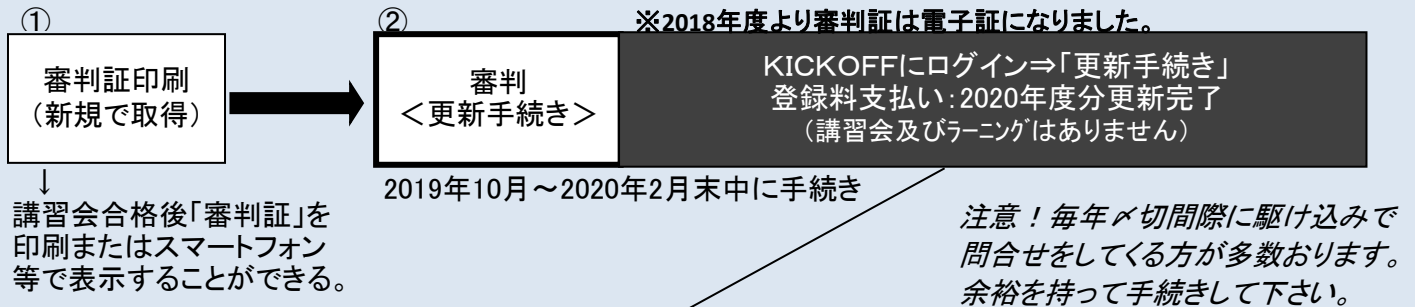 ①
審判証印刷
（新規で取得）
↓
講習会合格後「審判証」を
印刷またはスマートフォン
等で表示することができる。
②
※2018年度より審判証は電子証になりました。
審判
＜更新手続き＞
ＫＩＣＫＯＦＦにログイン⇒「更新手続き」
登録料支払い：2020年度分更新完了
（講習会及びﾗｰﾆﾝｸﾞはありません）
2019年10月～2020年2月末中に手続き
注意！毎年〆切間際に駆け込みで
問合せをしてくる方が多数おります。
余裕を持って手続きして下さい。